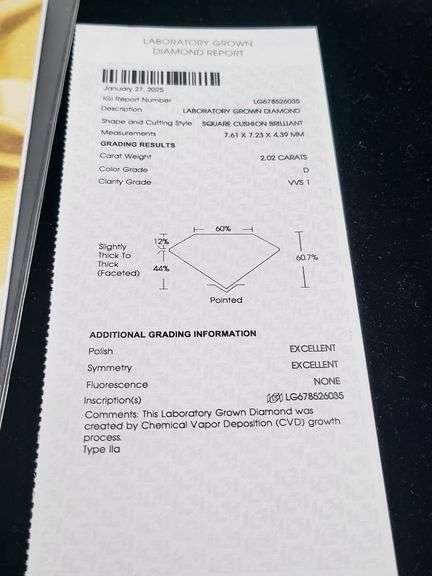 LABORATORY GROWN
DIAMOND REPORT
January 27, 2025
IGI Report Number LG678526035
Description LABORATORY GROWN DIAMOND
Shape and Cutting Style SQUARE CUSHION BRILLIANT
Measurements 7.61 X 7.23 X 4.39 MM
GRADING RESULTS
Carat Weight 2.02 CARATS
Color Grade D
Clarity Grade VVS 1
60%
12%
Slightly
Thick To
Thick
(Faceted)
44%
60.7%
Pointed
ADDITIONAL GRADING INFORMATION
Polish EXCELLENT
Symmetry EXCELLENT
Fluorescence NONE
Inscription(s) LG678526035
Comments: This Laboratory Grown Diamond was
created by Chemical Vapor Deposition (CVD) growth
process.
Type IIa